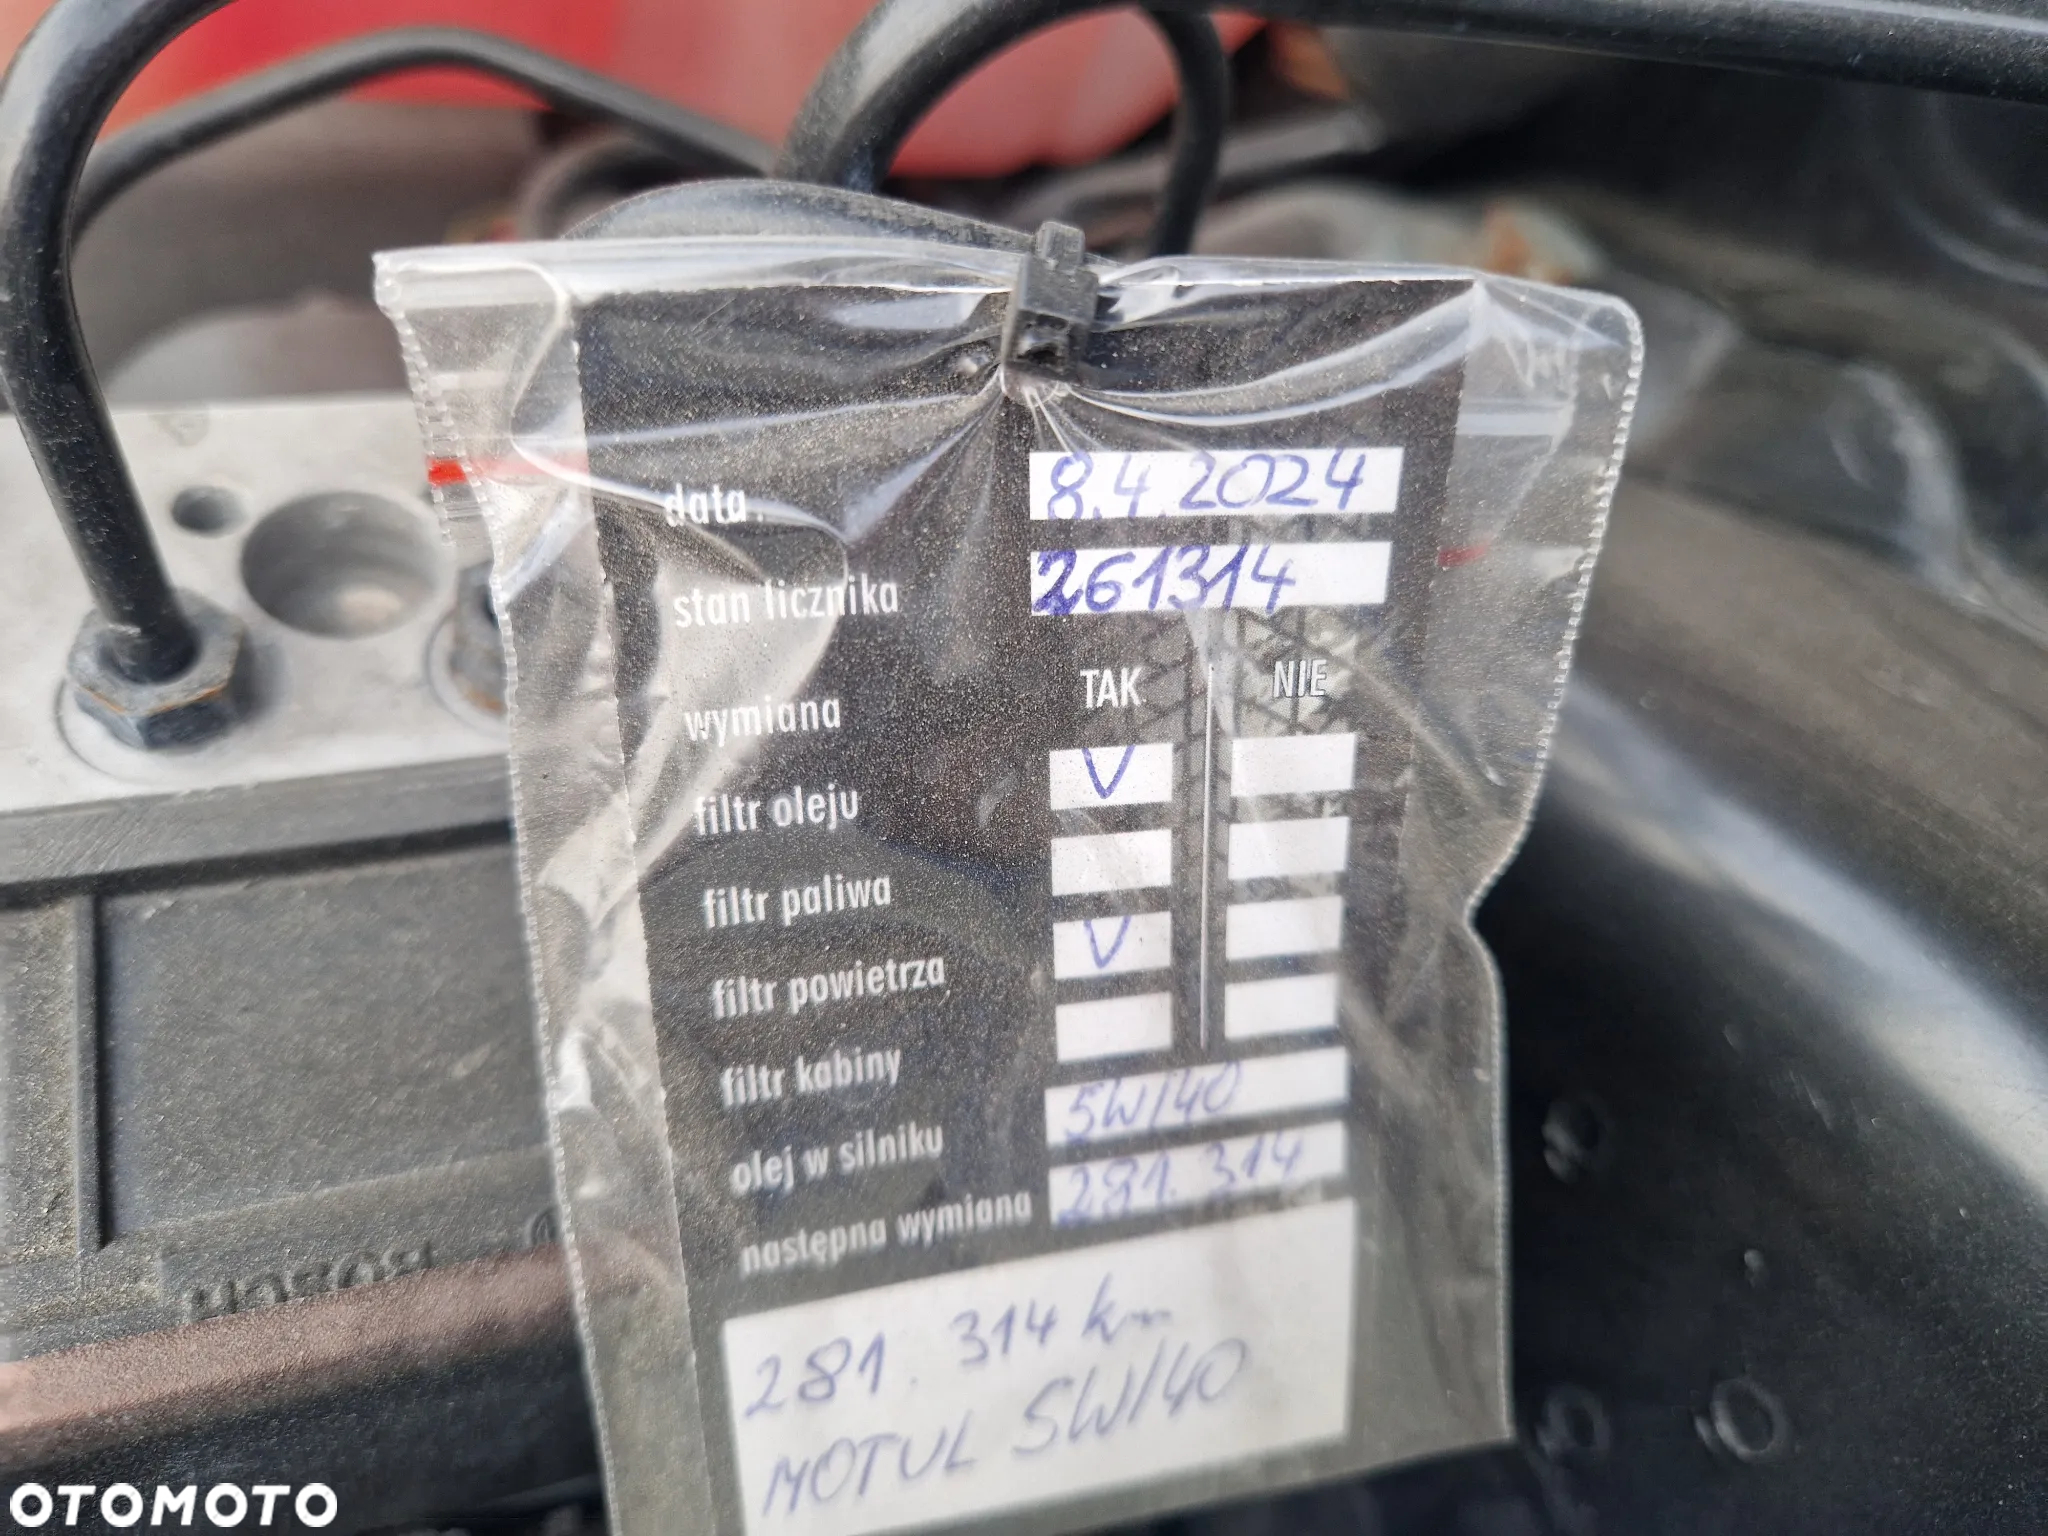 data 8.4.2024
stan licznika 261314
wymiana TAK NIE
filtr oleju V
filtr paliwa
filtr powietrza V
filtr kabiny
olej w silniku 5W/40
następna wymiana 281.314
281.314 km
MOTUL 5W/40
BOSCH
OTOMOTO